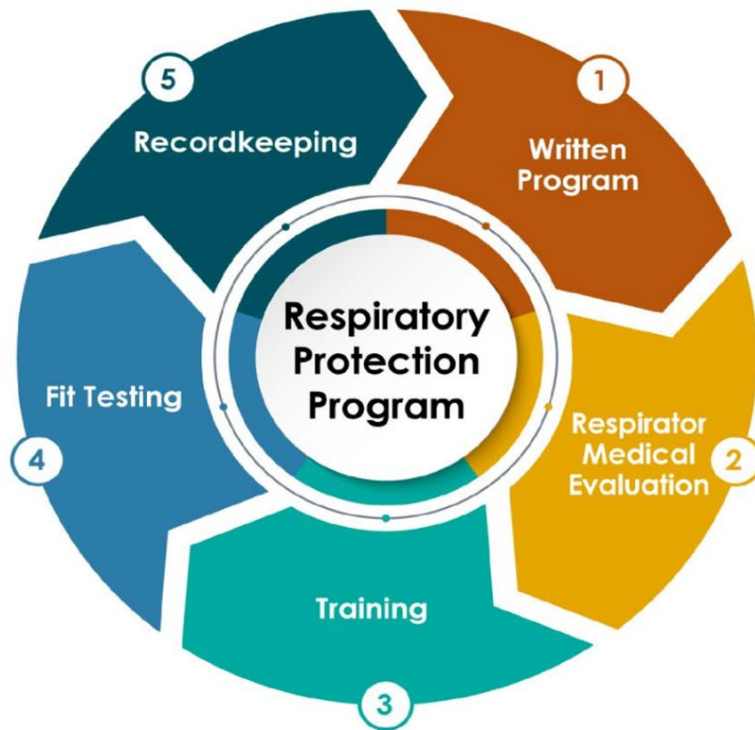 Respiratory
Protection
Program
1
Written
Program
2
Respirator
Medical
Evaluation
3
Training
4
Fit Testing
5
Recordkeeping